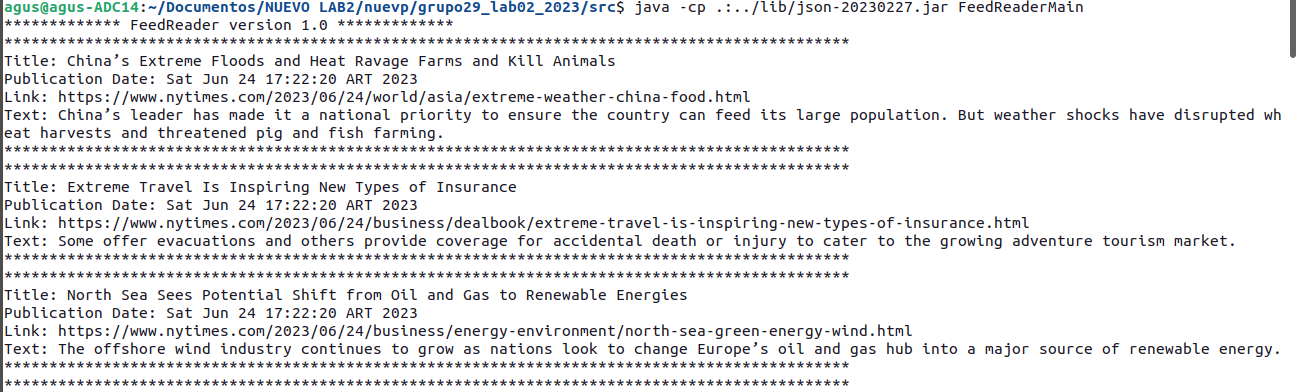 agus@agus-ADC14:~/Documentos/NUEVO LAB2/nuevp/grupo29_lab02_2023/src$ java -cp .:../lib/json-20230227.jar FeedReaderMain
************* FeedReader version 1.0 *************
**********************************************************************************************
Title: China’s Extreme Floods and Heat Ravage Farms and Kill Animals
Publication Date: Sat Jun 24 17:22:20 ART 2023
Link: https://www.nytimes.com/2023/06/24/world/asia/extreme-weather-china-food.html
Text: China’s leader has made it a national priority to ensure the country can feed its large population. But weather shocks have disrupted wh
eat harvests and threatened pig and fish farming.
**********************************************************************************************
**********************************************************************************************
Title: Extreme Travel Is Inspiring New Types of Insurance
Publication Date: Sat Jun 24 17:22:20 ART 2023
Link: https://www.nytimes.com/2023/06/24/business/dealbook/extreme-travel-is-inspiring-new-types-of-insurance.html
Text: Some offer evacuations and others provide coverage for accidental death or injury to cater to the growing adventure tourism market.
**********************************************************************************************
**********************************************************************************************
Title: North Sea Sees Potential Shift from Oil and Gas to Renewable Energies
Publication Date: Sat Jun 24 17:22:20 ART 2023
Link: https://www.nytimes.com/2023/06/24/business/energy-environment/north-sea-green-energy-wind.html
Text: The offshore wind industry continues to grow as nations look to change Europe’s oil and gas hub into a major source of renewable energy.
**********************************************************************************************
**********************************************************************************************